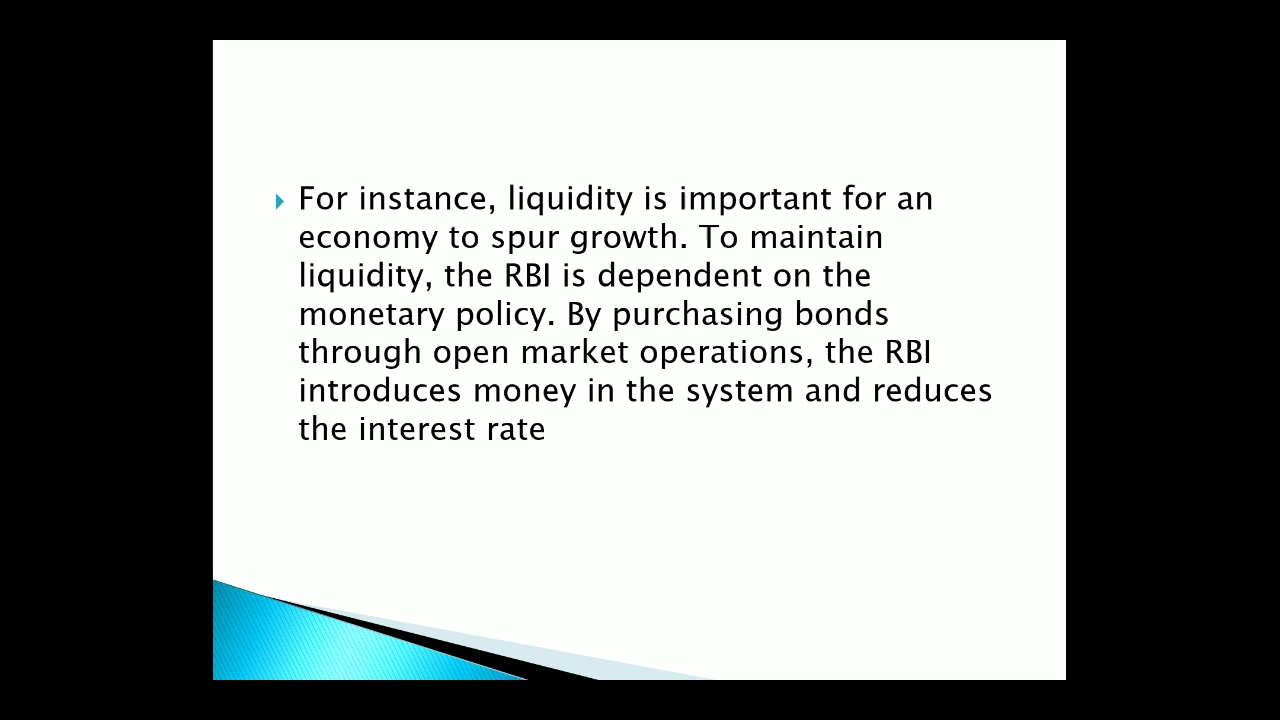 For instance, liquidity is important for an
economy to spur growth. To maintain
liquidity, the RBI is dependent on the
monetary policy. By purchasing bonds
through open market operations, the RBI
introduces money in the system and reduces
the interest rate